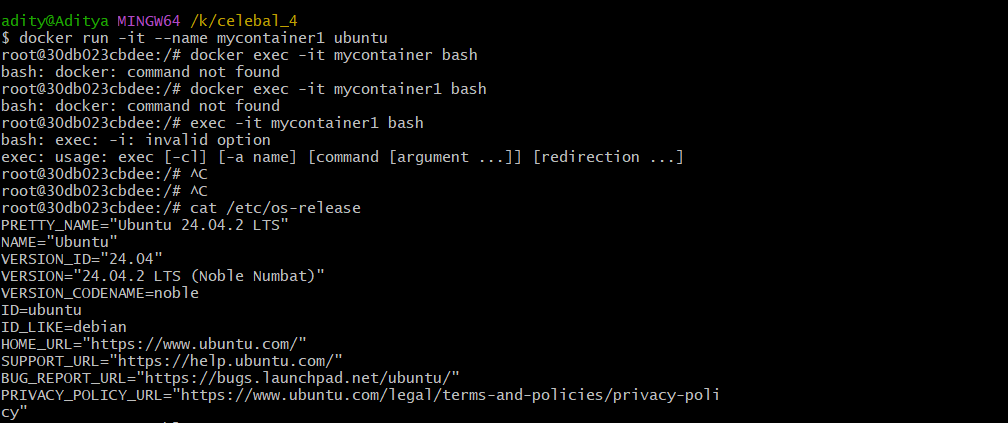 adity@Aditya MINGW64 /k/celebal_4
$ docker run -it --name mycontainer1 ubuntu
root@30db023cbdee:/# docker exec -it mycontainer bash
bash: docker: command not found
root@30db023cbdee:/# docker exec -it mycontainer1 bash
bash: docker: command not found
root@30db023cbdee:/# exec -it mycontainer1 bash
bash: exec: -i: invalid option
exec: usage: exec [-cl] [-a name] [command [argument ...]] [redirection ...]
root@30db023cbdee:/# ^C
root@30db023cbdee:/# ^C
root@30db023cbdee:/# cat /etc/os-release
PRETTY_NAME="Ubuntu 24.04.2 LTS"
NAME="Ubuntu"
VERSION_ID="24.04"
VERSION="24.04.2 LTS (Noble Numbat)"
VERSION_CODENAME=noble
ID=ubuntu
ID_LIKE=debian
HOME_URL="https://www.ubuntu.com/"
SUPPORT_URL="https://help.ubuntu.com/"
BUG_REPORT_URL="https://bugs.launchpad.net/ubuntu/"
PRIVACY_POLICY_URL="https://www.ubuntu.com/legal/terms-and-policies/privacy-poli
cy"